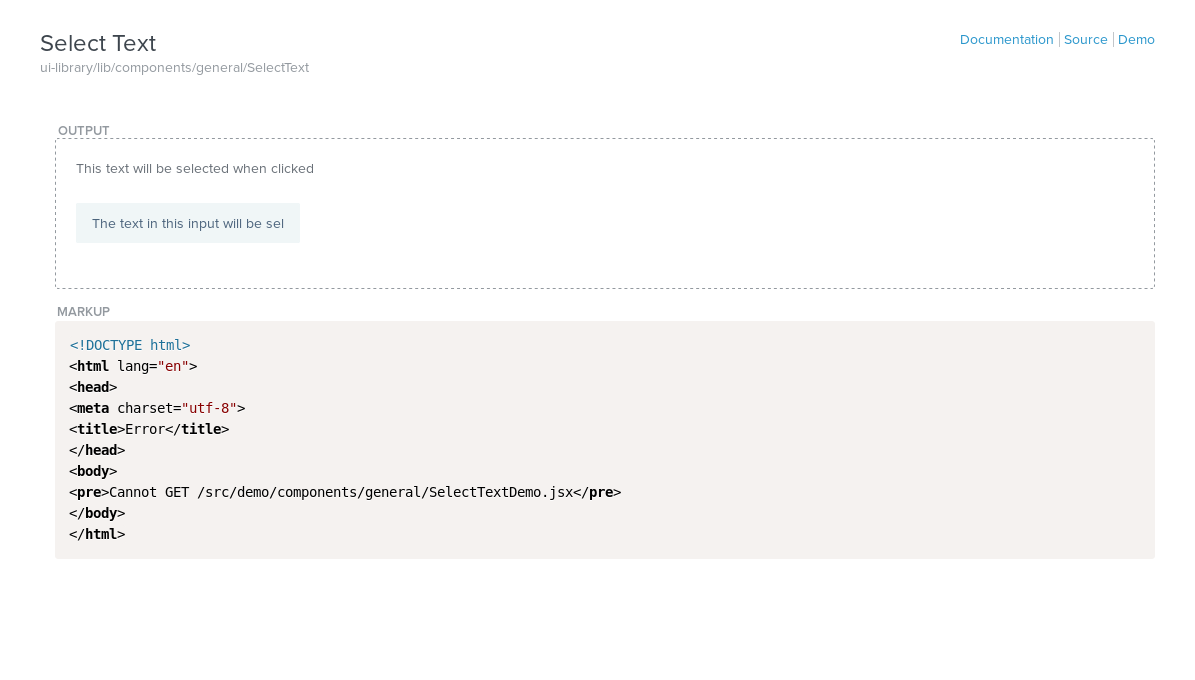 Select Text
Documentation | Source | Demo
ui-library/lib/components/general/SelectText
OUTPUT
This text will be selected when clicked
The text in this input will be sel
MARKUP
<!DOCTYPE html>
<html lang="en">
<head>
<meta charset="utf-8">
<title>Error</title>
</head>
<body>
<pre>Cannot GET /src/demo/components/general/SelectTextDemo.jsx</pre>
</body>
</html>